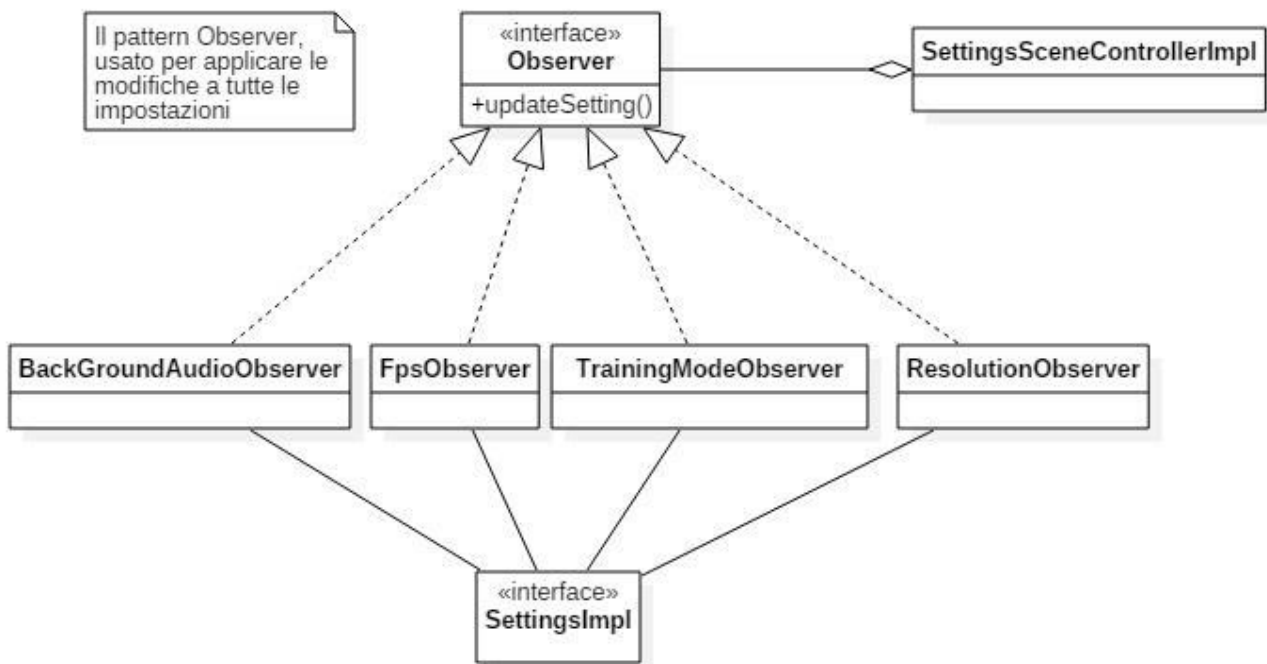 Il pattern Observer,
usato per applicare le
modifiche a tutte le
impostazioni
«interface»
Observer
+updateSetting()
SettingsSceneControllerImpl
BackGroundAudioObserver
FpsObserver
TrainingModeObserver
ResolutionObserver
«interface»
SettingsImpl